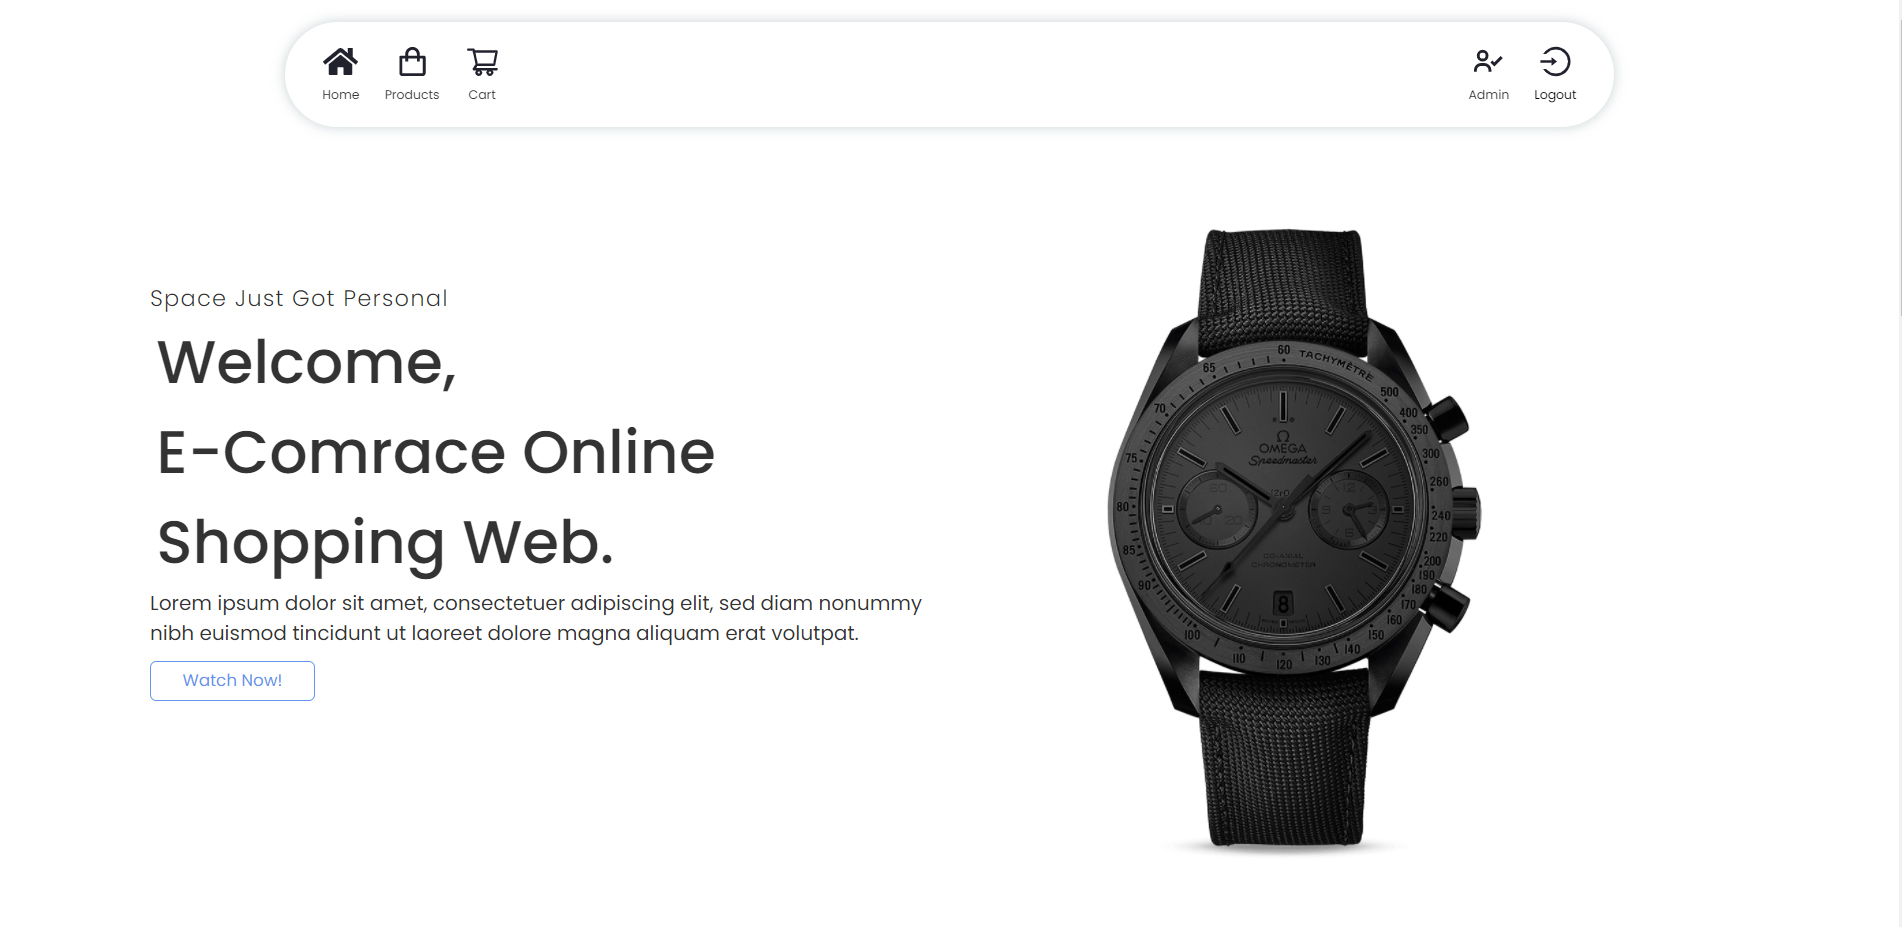 Home Products Cart Admin Logout
Space Just Got Personal
Welcome,
E-Comrace Online
Shopping Web.
Lorem ipsum dolor sit amet, consectetuer adipiscing elit, sed diam nonummy
nibh euismod tincidunt ut laoreet dolore magna aliquam erat volutpat.
Watch Now!
60 TACHYMÈTRE
500
400
350
300
260
240
220
200
190
180
170
160
150
140
130
120
110
100
90
85
80
75
70
65
Ω
OMEGA
Speedmaster
CO-AXIAL
CHRONOMETER
8